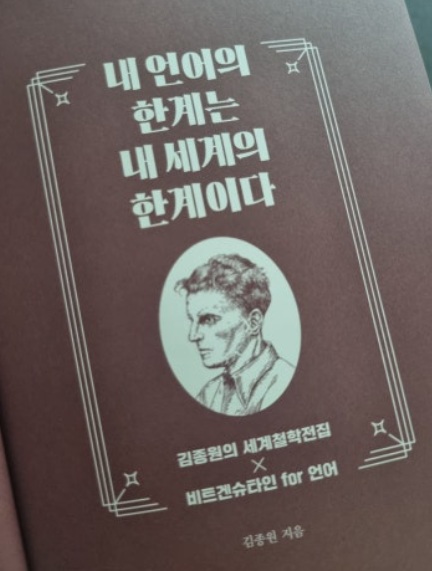 내 언어의
한계는
내 세계의
한계이다
김종원의 세계철학전집
×
비트겐슈타인 for 언어
김종원 지음